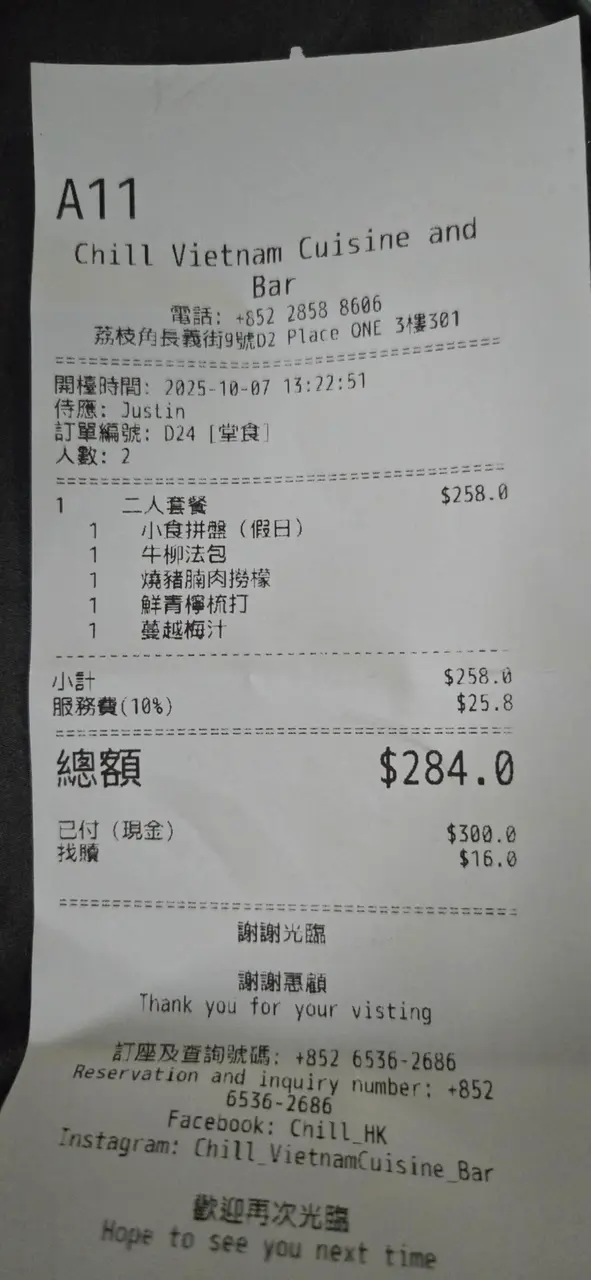 A11
Chill Vietnam Cuisine and
Bar
電話: +852 2858 8606
荔枝角長義街9號D2 Place ONE 3樓301
開檯時間: 2025-10-07 13:22:51
侍應: Justin
訂單編號: D24 [堂食]
人數: 2
1 二人套餐 $258.0
1 小食拼盤 (假日)
1 牛柳法包
1 燒豬腩肉撈檬
1 鮮青檸梳打
1 蔓越梅汁
小計 $258.0
服務費(10%) $25.8
總額 $284.0
已付 (現金) $300.0
找贖 $16.0
謝謝光臨
謝謝惠顧
Thank you for your visting
訂座及查詢號碼: +852 6536-2686
Reservation and inquiry number: +852
6536-2686
Facebook: Chill_HK
Instagram: Chill_VietnamCuisine_Bar
歡迎再次光臨
Hope to see you next time